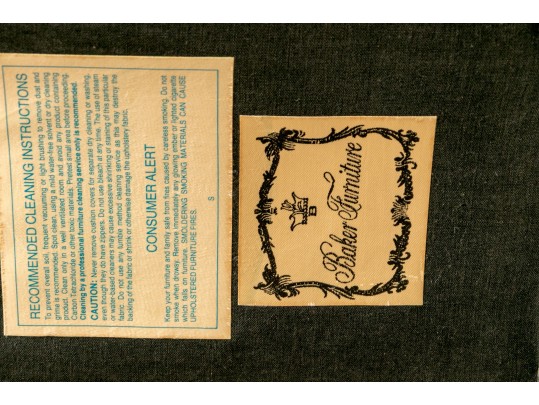 RECOMMENDED CLEANING INSTRUCTIONS
To prevent overall soil, frequent vacuuming or light brushing to remove dust and
grime is recommended. Spot clean, using a mild water-free solvent or dry cleaning
product. Clean only in a well ventilated room and avoid any product containing
Carbon Tetrachloride or other toxic materials. Pretest small area before proceeding.
Cleaning by a professional furniture cleaning service only is recommended.
CAUTION: Never remove cushion covers for separate dry cleaning or washing,
even though they do have zippers. Do not use bleach at any time. The use of steam
or water-based cleaners may cause excessive shrinking or staining of this particular
fabric. Do not use any tumble method cleaning service as this may destroy the
backing of the fabric or shrink or otherwise damage the upholstery fabric.
CONSUMER ALERT
Keep your furniture and family safe from fires caused by careless smoking. Do not
smoke when drowsy. Remove immediately any glowing ember or lighted cigarette
which falls on furniture. SMOLDERING SMOKING MATERIALS CAN CAUSE
UPHOLSTERED FURNITURE FIRES.
S
B
Baker Furniture